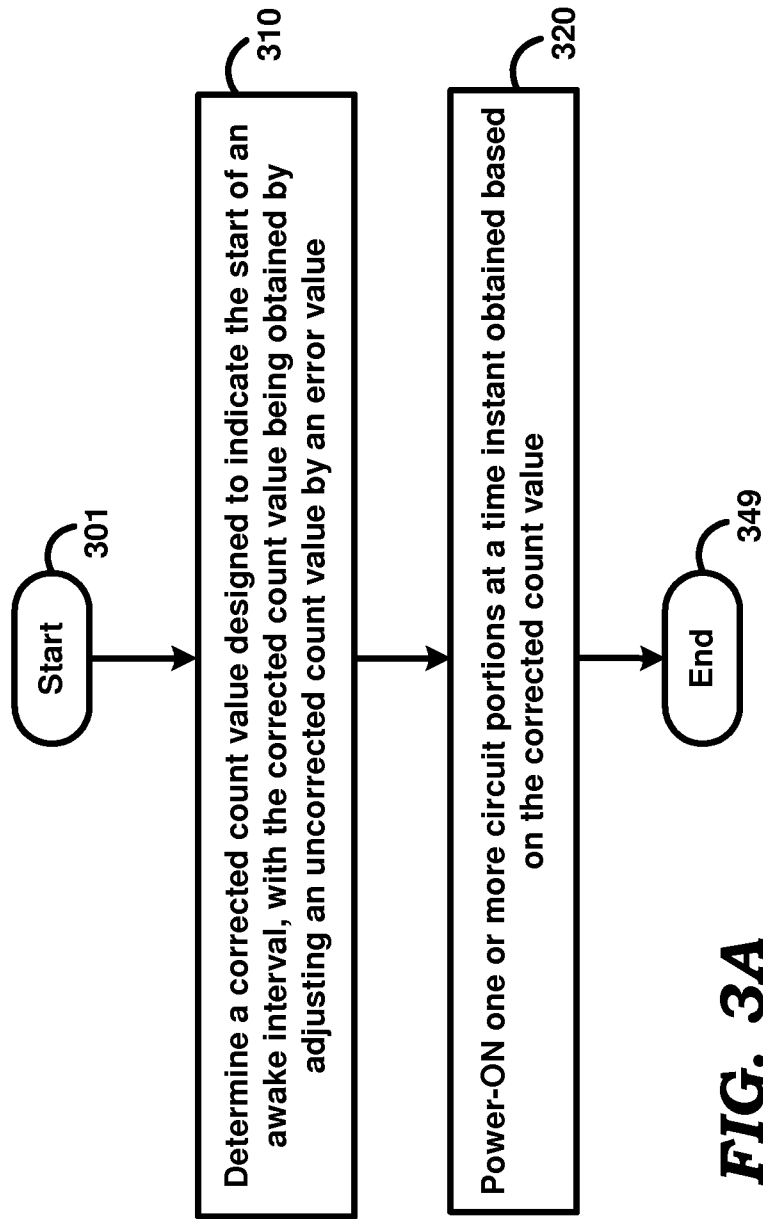 Start
301
Determine a corrected count value designed to indicate the start of an
awake interval, with the corrected count value being obtained by
adjusting an uncorrected count value by an error value
310
Power-ON one or more circuit portions at a time instant obtained based
on the corrected count value
320
End
349
FIG. 3A